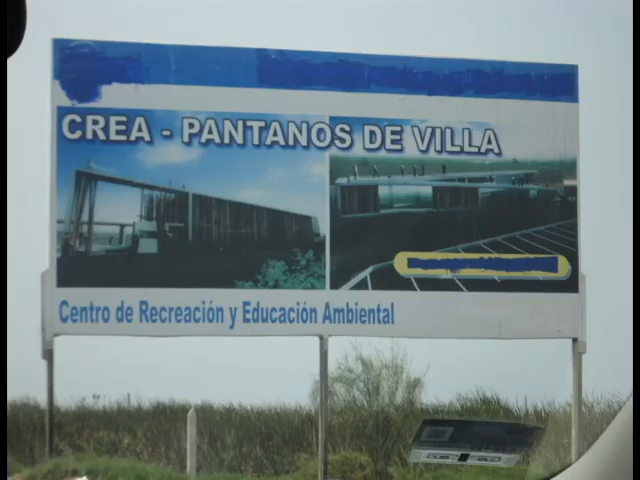 CREA - PANTANOS DE VILLA
Centro de Recreación y Educación Ambiental